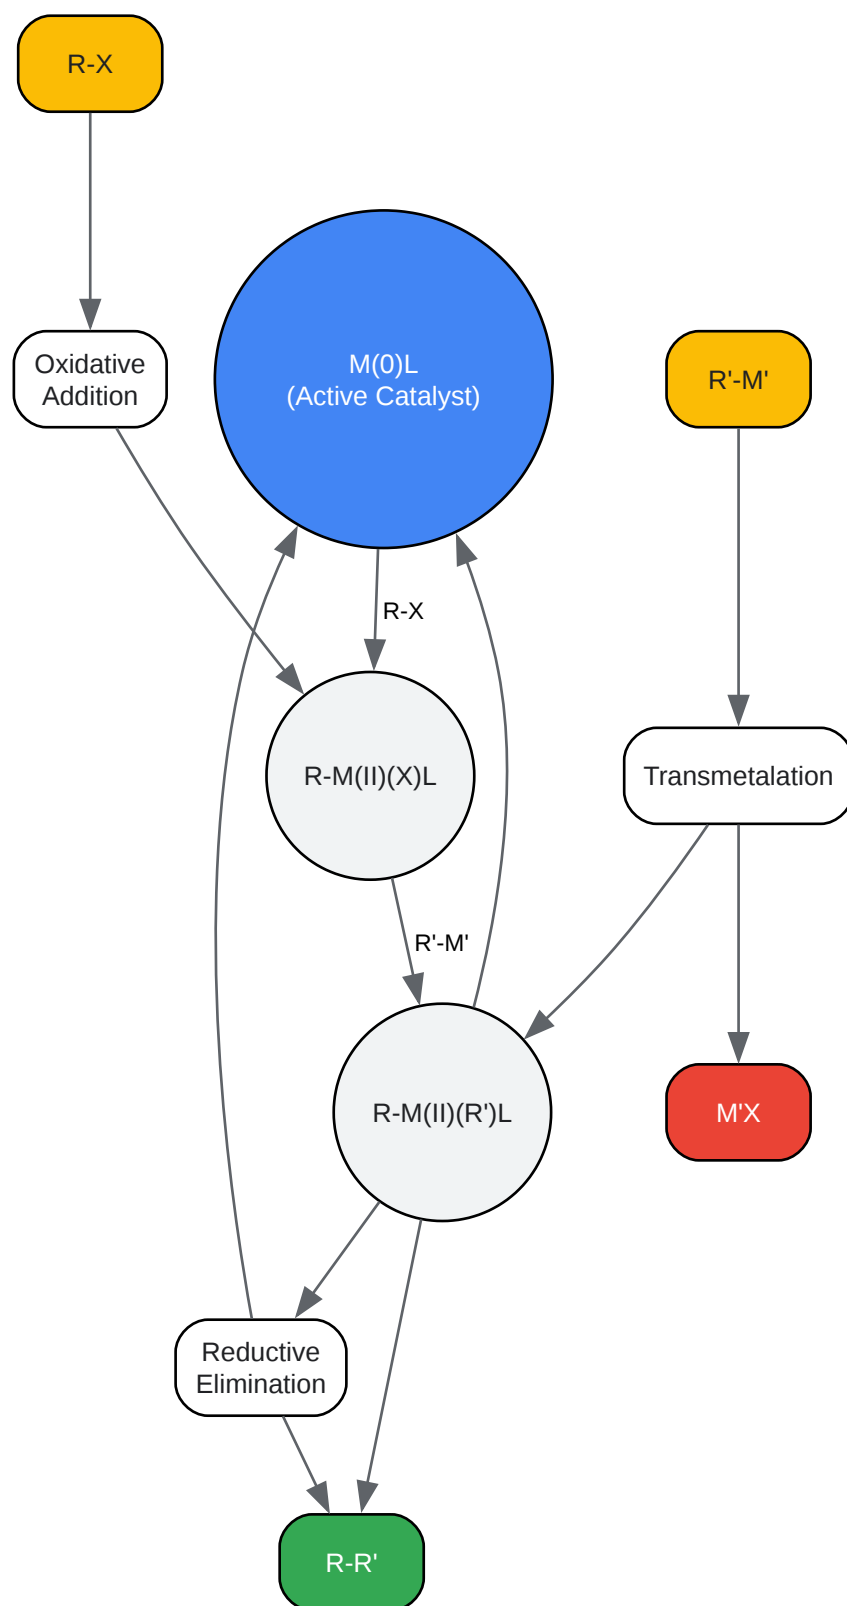 R-X
Oxidative
Addition
M(0)L
(Active Catalyst)
R'-M'
R-X
R-M(II)(X)L
Transmetalation
R'-M'
R-M(II)(R')L
M'X
Reductive
Elimination
R-R'